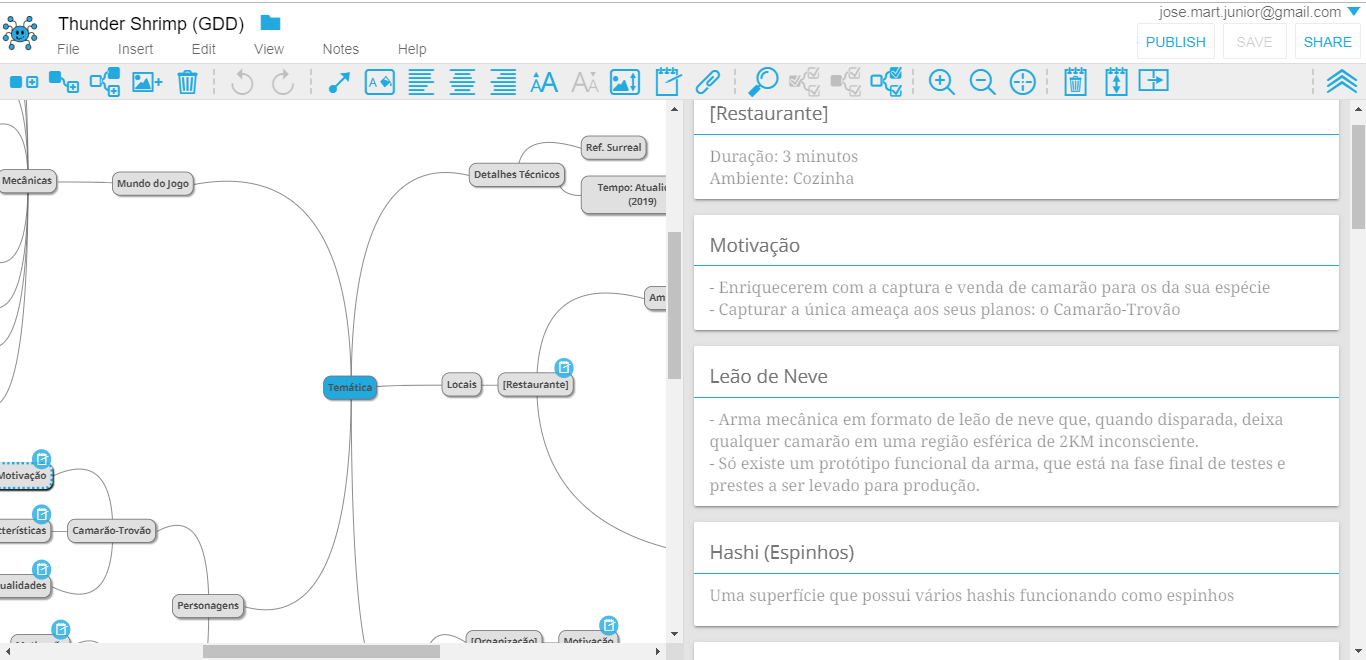 Thunder Shrimp (GDD)
jose.mart.junior@gmail.com
File Insert Edit View Notes Help
PUBLISH SAVE SHARE
Ref. Surreal
Detalhes Técnicos
Tempo:
(2019)
Mecânicas
Mundo do Jogo
Am
Temática
Locais
[Restaurante]
Motivação
cterísticas
Camarão-Trovão
ualidades
Personagens
[Organização]
Motivação
[Restaurante]
Duração: 3 minutos
Ambiente: Cozinha
Motivação
- Enriquecerem com a captura e venda de camarão para os da sua espécie
- Capturar a única ameaça aos seus planos: o Camarão-Trovão
Leão de Neve
- Arma mecânica em formato de leão de neve que, quando disparada, deixa
qualquer camarão em uma região esférica de 2KM inconsciente.
- Só existe um protótipo funcional da arma, que está na fase final de testes e
prestes a ser levado para produção.
Hashi (Espinhos)
Uma superfície que possui vários hashis funcionando como espinhos